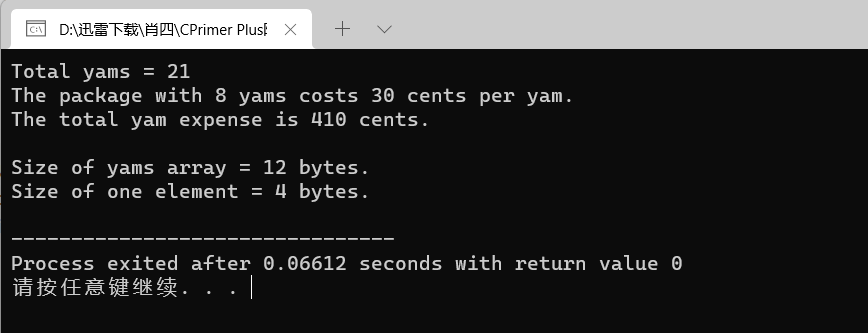 D:\迅雷下载\肖四\CPrimer Plus
Total yams = 21
The package with 8 yams costs 30 cents per yam.
The total yam expense is 410 cents.
Size of yams array = 12 bytes.
Size of one element = 4 bytes.
--------------------------------
Process exited after 0.06612 seconds with return value 0
请按任意键继续. . .